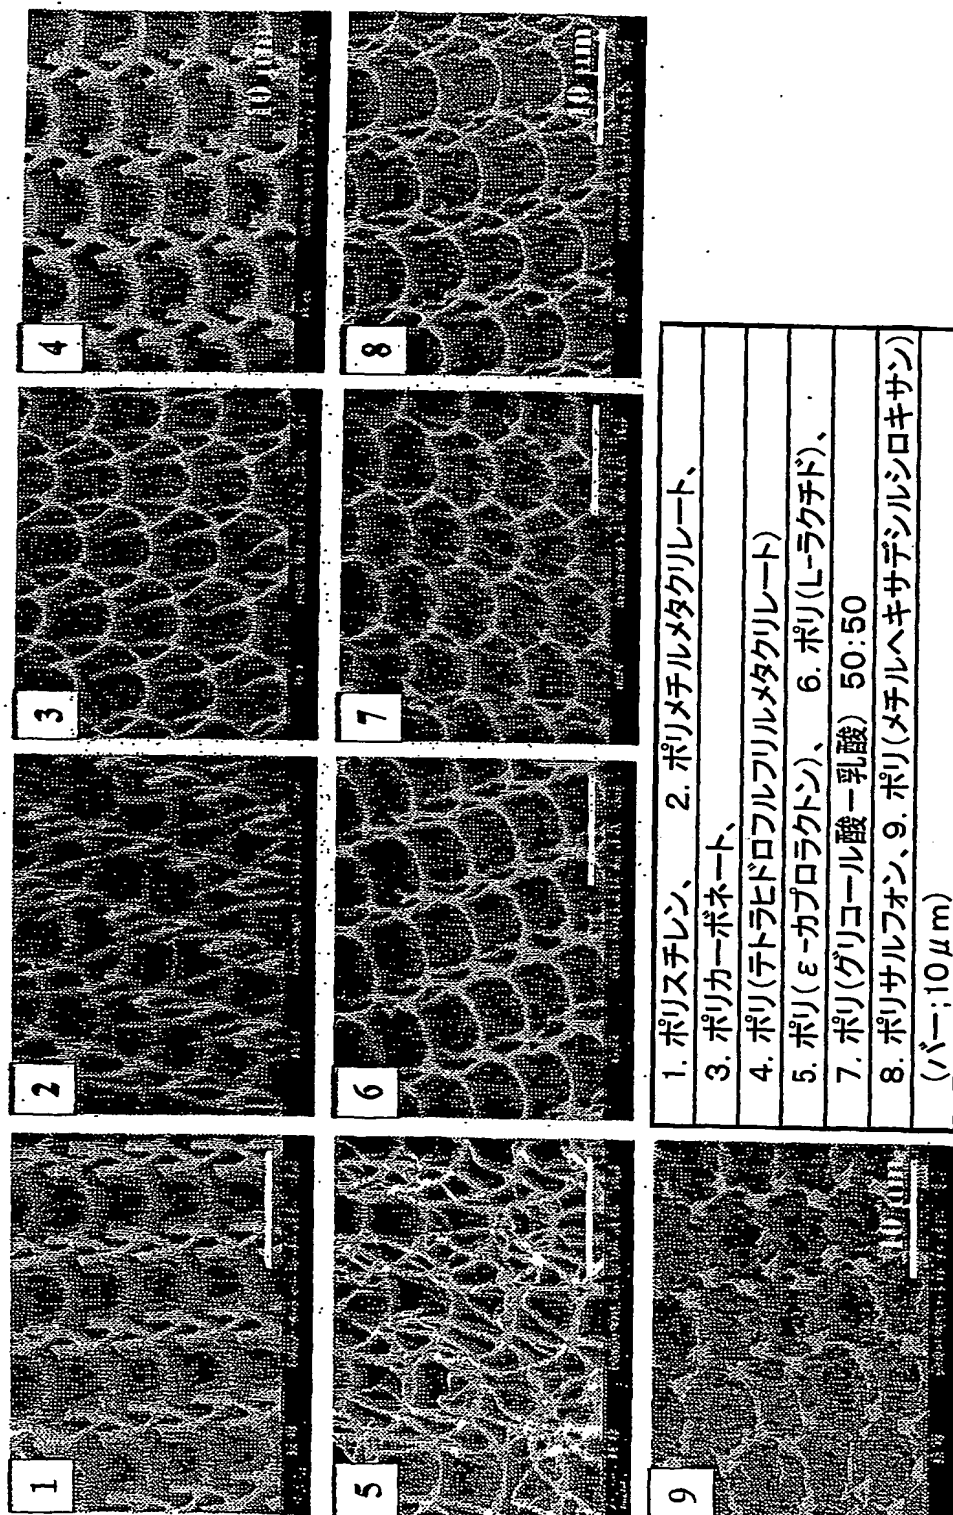 1
2
3
4
10 μm
5
6
7
8
10 μm
9
10 μm
1. ポリスチレン、 2. ポリメチルメタクリレート、
3. ポリカーボネート、
4. ポリ(テトラヒドロフルフリルメタクリレート)
5. ポリ(ε-カプロラクトン)、 6. ポリ(L-ラクチド)、
7. ポリ(グリコール酸ー乳酸) 50:50
8. ポリサルフォン、9. ポリ(メチルヘキサデシルシロキサン)
(バー;10μm)